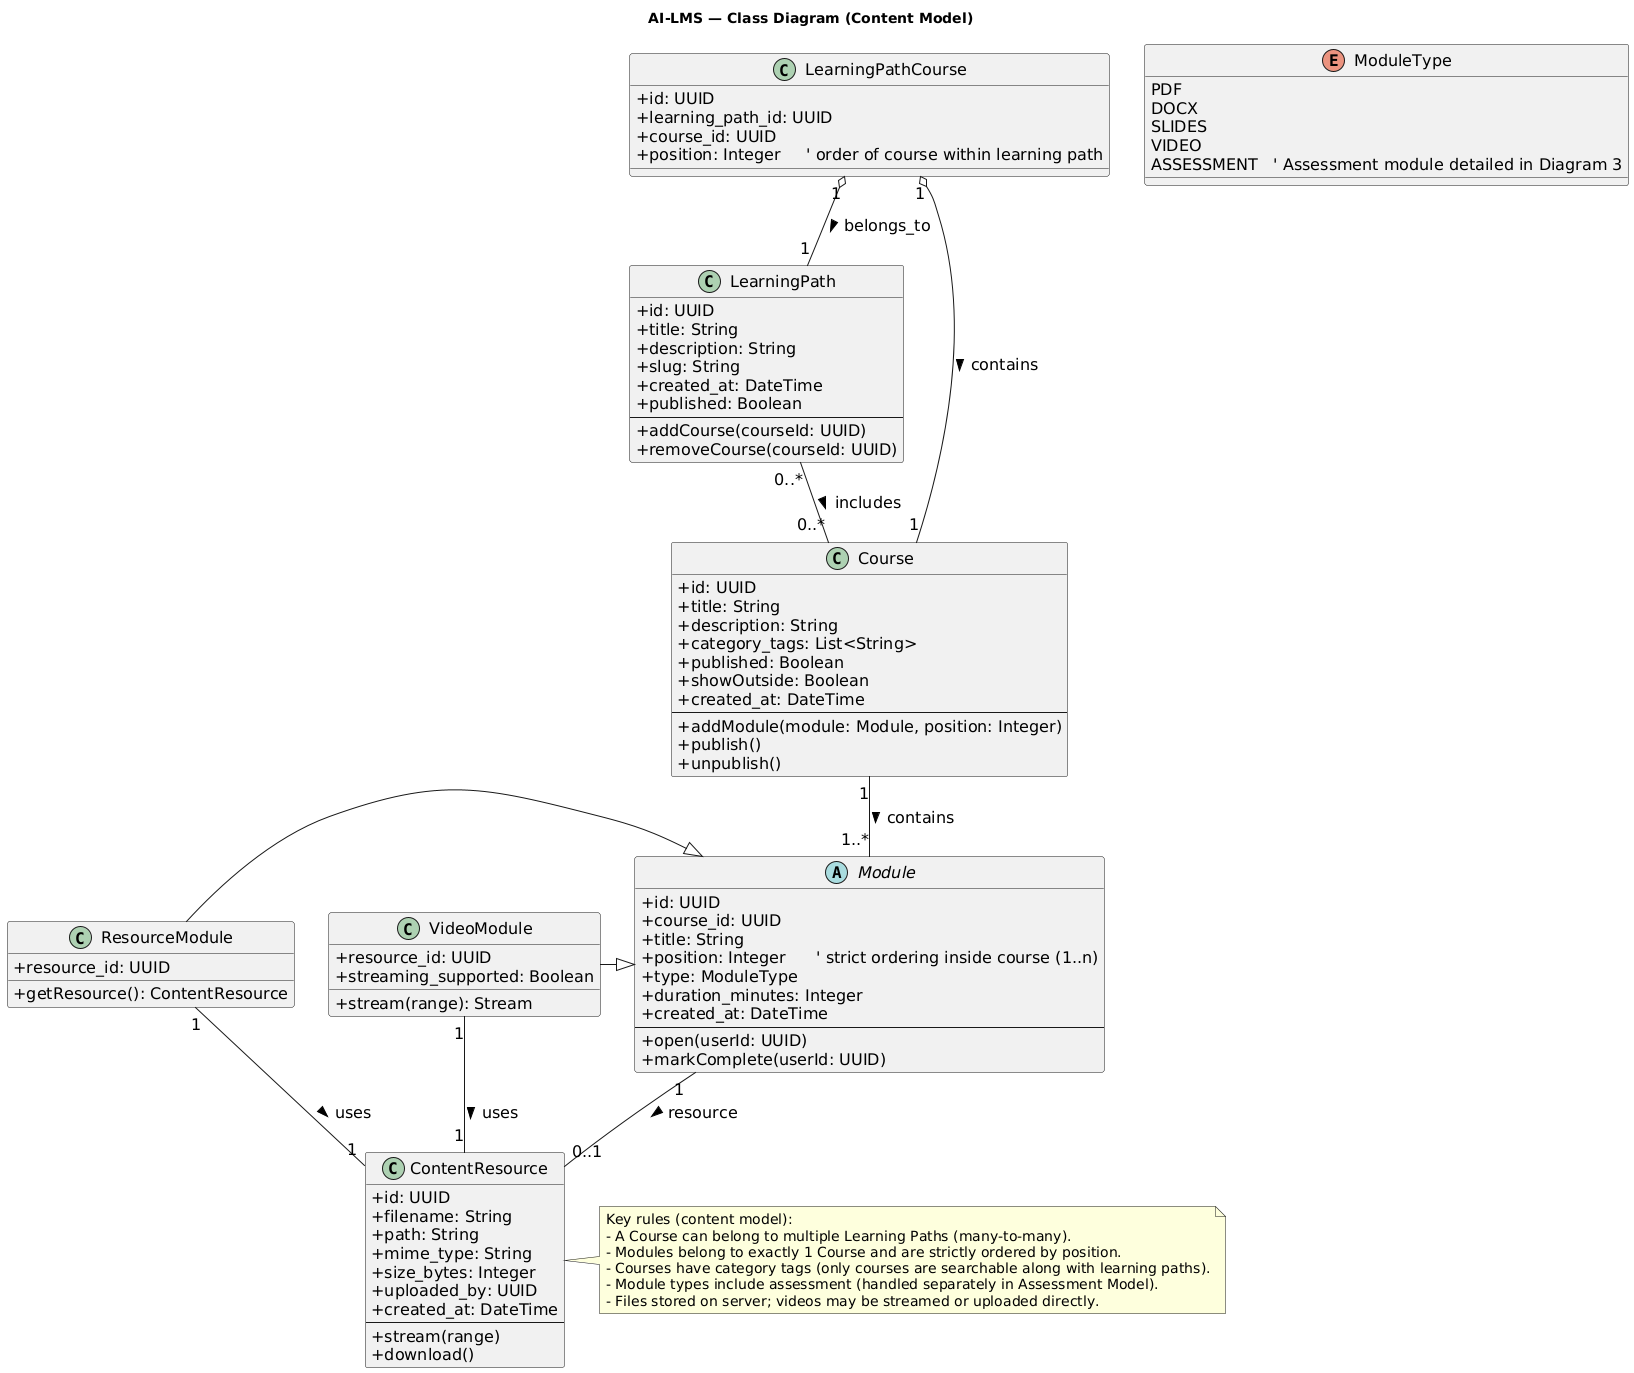 AI-LMS — Class Diagram (Content Model)
C LearningPathCourse
+id: UUID
+learning_path_id: UUID
+course_id: UUID
+position: Integer     ' order of course within learning path
E ModuleType
PDF
DOCX
SLIDES
VIDEO
ASSESSMENT   ' Assessment module detailed in Diagram 3
1
1
belongs_to
1
contains
C LearningPath
+id: UUID
+title: String
+description: String
+slug: String
+created_at: DateTime
+published: Boolean
+addCourse(courseId: UUID)
+removeCourse(courseId: UUID)
0..*
includes
0..*
1
C Course
+id: UUID
+title: String
+description: String
+category_tags: List<String>
+published: Boolean
+showOutside: Boolean
+created_at: DateTime
+addModule(module: Module, position: Integer)
+publish()
+unpublish()
1
contains
1..*
C ResourceModule
+resource_id: UUID
+getResource(): ContentResource
C VideoModule
+resource_id: UUID
+streaming_supported: Boolean
+stream(range): Stream
A Module
+id: UUID
+course_id: UUID
+title: String
+position: Integer      ' strict ordering inside course (1..n)
+type: ModuleType
+duration_minutes: Integer
+created_at: DateTime
+open(userId: UUID)
+markComplete(userId: UUID)
1
1
1
uses
uses
resource
1
1
0..1
C ContentResource
+id: UUID
+filename: String
+path: String
+mime_type: String
+size_bytes: Integer
+uploaded_by: UUID
+created_at: DateTime
+stream(range)
+download()
Key rules (content model):
- A Course can belong to multiple Learning Paths (many-to-many).
- Modules belong to exactly 1 Course and are strictly ordered by position.
- Courses have category tags (only courses are searchable along with learning paths).
- Module types include assessment (handled separately in Assessment Model).
- Files stored on server; videos may be streamed or uploaded directly.